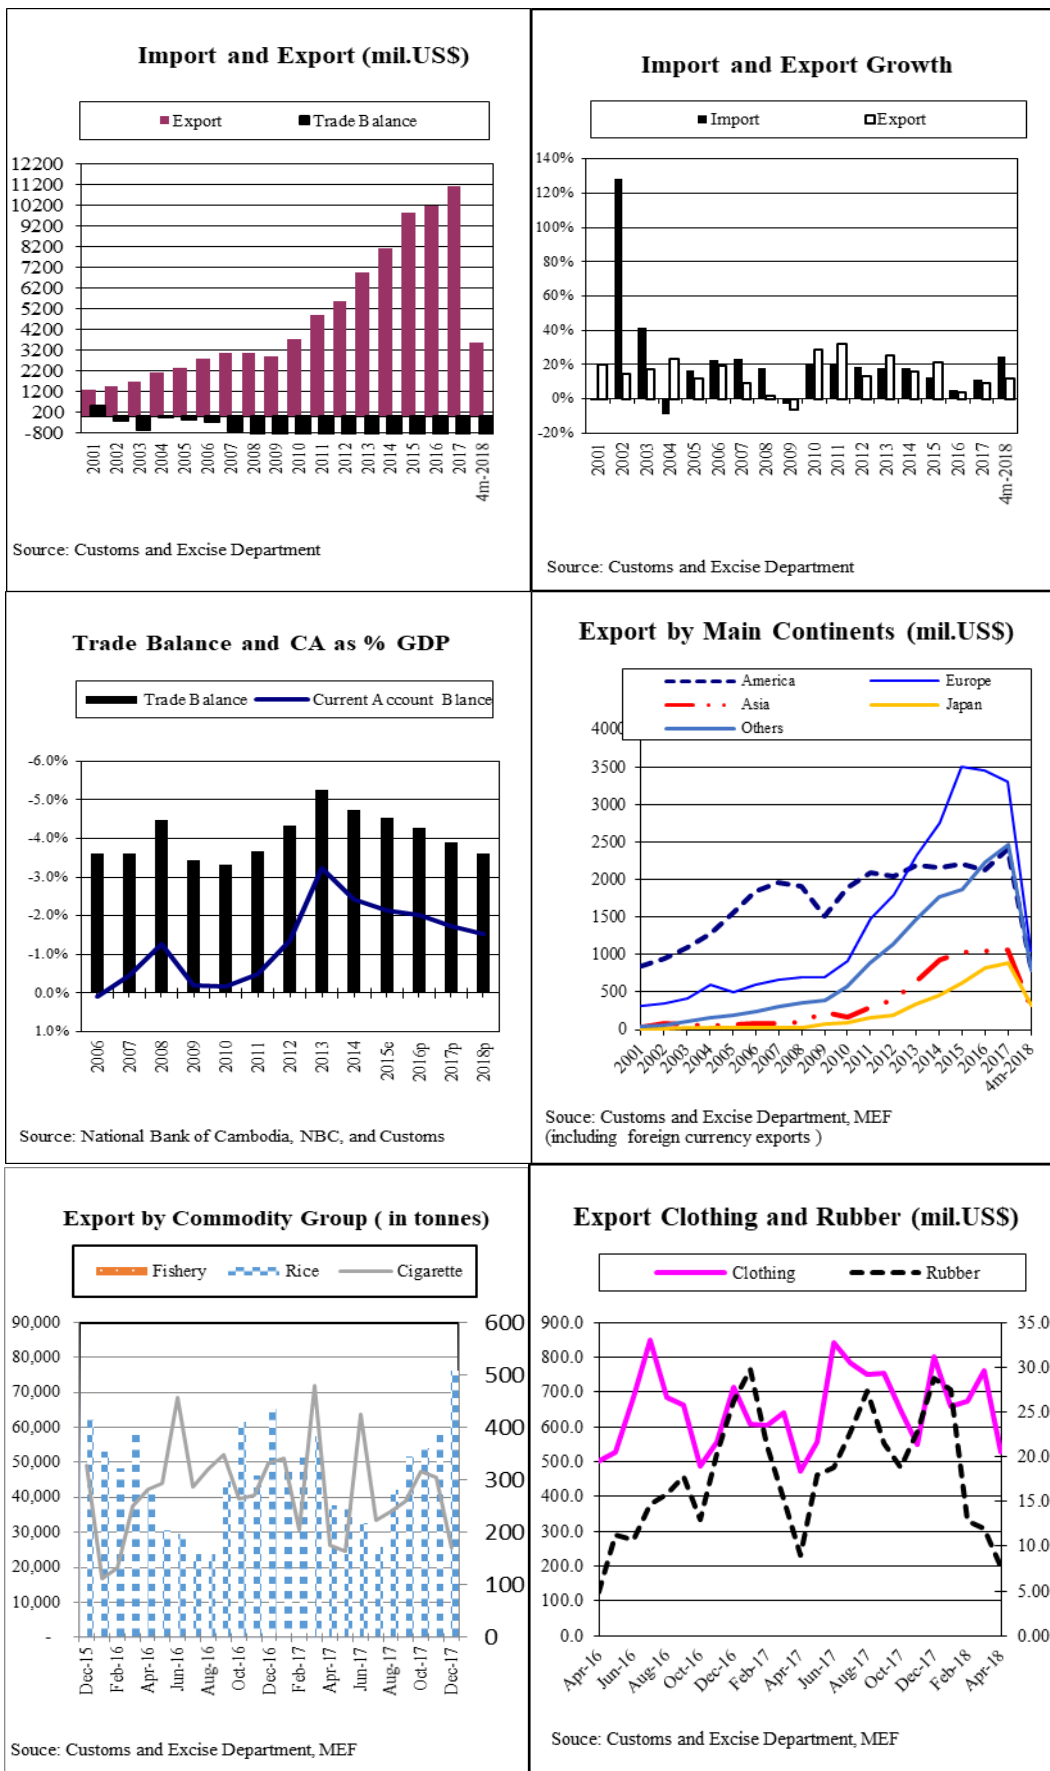 Import and Export (mil.US$)
Export
Trade Balance
12200
11200
10200
9200
8200
7200
6200
5200
4200
3200
2200
1200
200
-800
2001
2002
2003
2004
2005
2006
2007
2008
2009
2010
2011
2012
2013
2014
2015
2016
2017
4m-2018
Source: Customs and Excise Department
Import and Export Growth
Import
Export
140%
120%
100%
80%
60%
40%
20%
0%
-20%
2001
2002
2003
2004
2005
2006
2007
2008
2009
2010
2011
2012
2013
2014
2015
2016
2017
4m-2018
Source: Customs and Excise Department
Trade Balance and CA as % GDP
Trade Balance
Current Account Blance
-6.0%
-5.0%
-4.0%
-3.0%
-2.0%
-1.0%
0.0%
1.0%
2006
2007
2008
2009
2010
2011
2012
2013
2014
2015e
2016p
2017p
2018p
Source: National Bank of Cambodia, NBC, and Customs
Export by Main Continents (mil.US$)
America
Europe
Asia
Japan
Others
4000
3500
3000
2500
2000
1500
1000
500
0
2001
2002
2003
2004
2005
2006
2007
2008
2009
2010
2011
2012
2013
2014
2015
2016
2017
4m-2018
Souce: Customs and Excise Department, MEF
(including foreign currency exports )
Export by Commodity Group ( in tonnes)
Fishery
Rice
Cigarette
90,000
80,000
70,000
60,000
50,000
40,000
30,000
20,000
10,000
-
600
500
400
300
200
100
0
Dec-15
Feb-16
Apr-16
Jun-16
Aug-16
Oct-16
Dec-16
Feb-17
Apr-17
Jun-17
Aug-17
Oct-17
Dec-17
Souce: Customs and Excise Department, MEF
Export Clothing and Rubber (mil.US$)
Clothing
Rubber
900.0
800.0
700.0
600.0
500.0
400.0
300.0
200.0
100.0
0.0
35.0
30.0
25.0
20.0
15.0
10.0
5.00
0.00
Apr-16
Jun-16
Aug-16
Oct-16
Dec-16
Feb-17
Apr-17
Jun-17
Aug-17
Oct-17
Dec-17
Feb-18
Apr-18
Souce: Customs and Excise Department, MEF